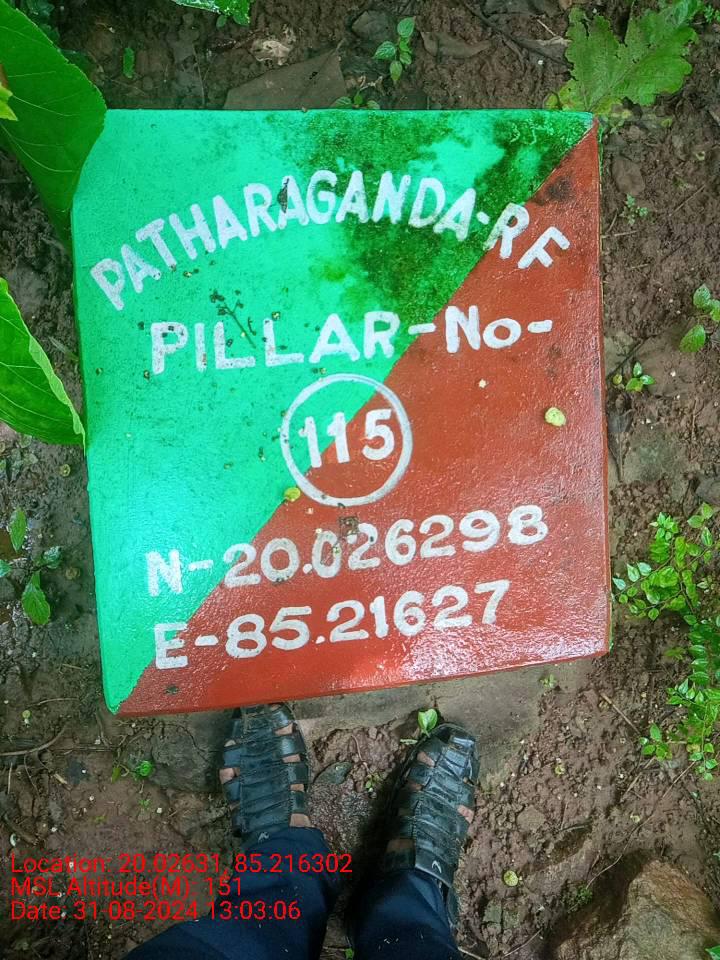 PATHARAGANDA-RF
PILLAR-No-
115
N-20.026298
E-85.21627
Location: 20.02631, 85.216302
MSL Altitude(M): 151
Date: 31-08-2024 13:03:06